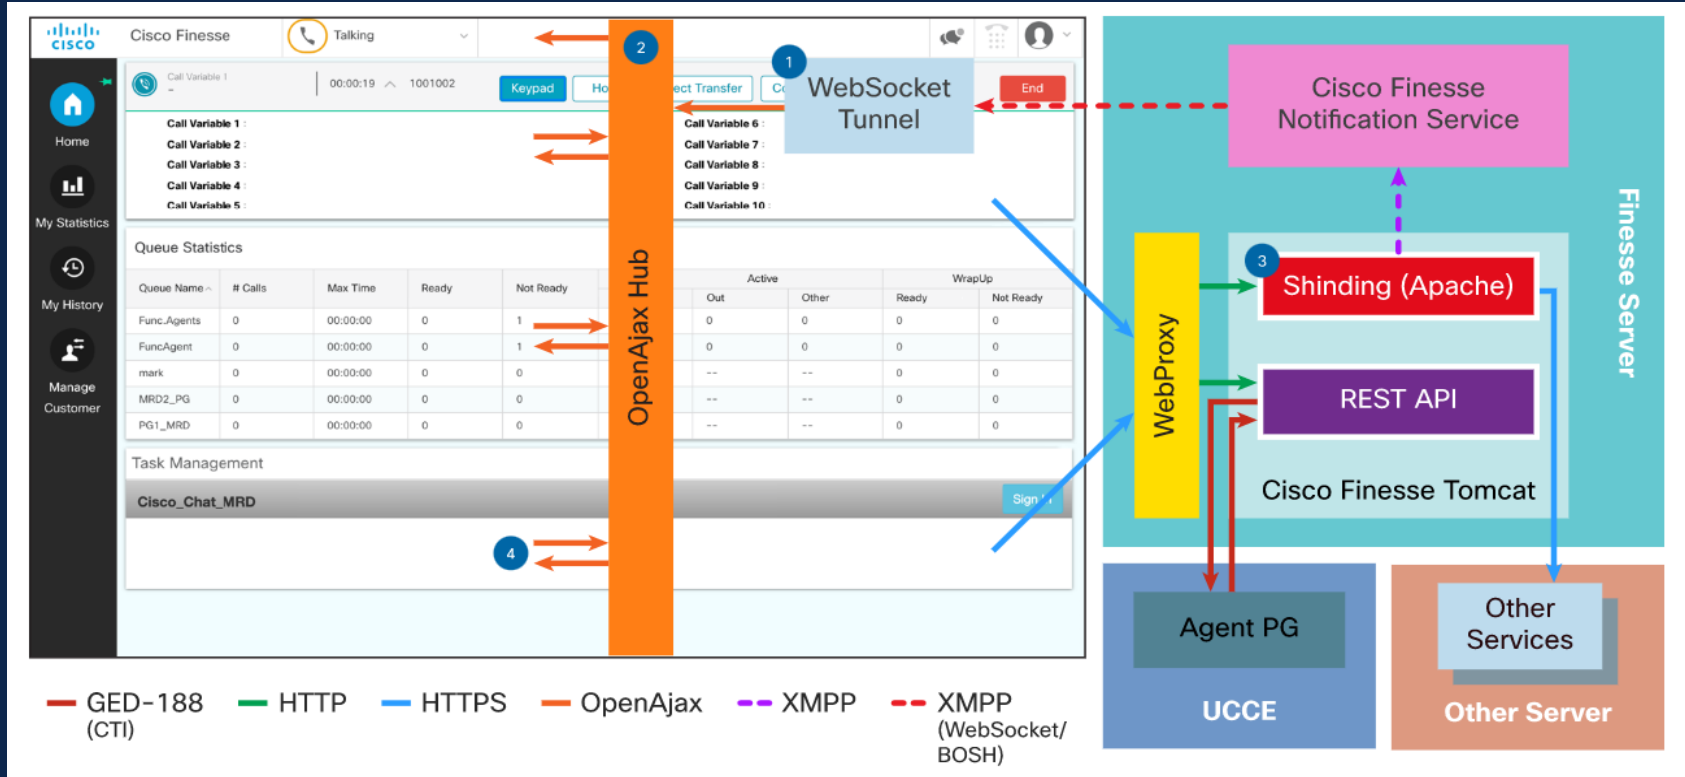 CISCO
Cisco Finesse
Talking
2
1
Call Variable 1
-
00:00:19
1001002
Keypad
Ho
ect Transfer
Co
End
WebSocket
Tunnel
Cisco Finesse
Notification Service
Home
My Statistics
My History
Manage
Customer
Call Variable 1 :
Call Variable 2 :
Call Variable 3 :
Call Variable 4 :
Call Variable 5 :
Call Variable 6 :
Call Variable 7 :
Call Variable 8 :
Call Variable 9 :
Call Variable 10 :
OpenAjax Hub
Queue Statistics
Queue Name # Calls Max Time Ready Not Ready Active WrapUp
Out Other Ready Not Ready
Func.Agents 0 00:00:00 0 1 0 0 0 0
FuncAgent 0 00:00:00 0 1 0 0 0 0
mark 0 00:00:00 0 0 -- -- 0 0
MRD2_PG 0 00:00:00 0 0 -- -- 0 0
PG1_MRD 0 00:00:00 0 0 -- -- 0 0
Task Management
Cisco_Chat_MRD
Sign
4
WebProxy
3
Shinding (Apache)
REST API
Cisco Finesse Tomcat
Finesse Server
Agent PG
UCCE
Other
Services
Other Server
GED-188
(CTI)
HTTP
HTTPS
OpenAjax
XMPP
XMPP
(WebSocket/
BOSH)